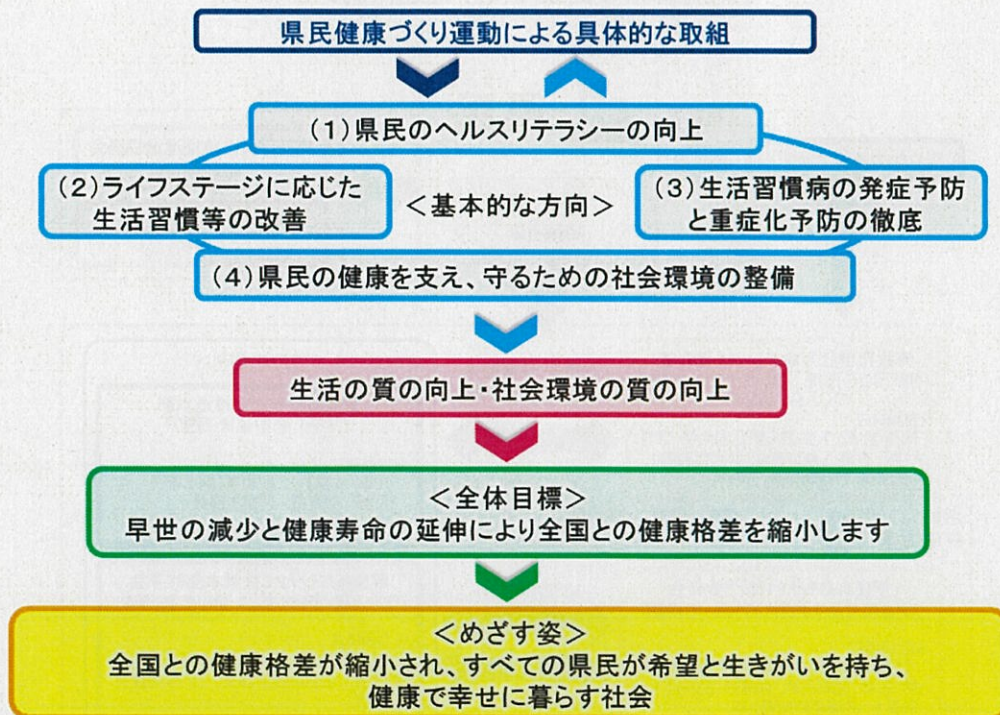 県民健康づくり運動による具体的な取組
(1)県民のヘルスリテラシーの向上
(2)ライフステージに応じた
生活習慣等の改善
<基本的な方向>
(3)生活習慣病の発症予防
と重症化予防の徹底
(4)県民の健康を支え、守るための社会環境の整備
生活の質の向上・社会環境の質の向上
<全体目標>
早世の減少と健康寿命の延伸により全国との健康格差を縮小します
<めざす姿>
全国との健康格差が縮小され、すべての県民が希望と生きがいを持ち、
健康で幸せに暮らす社会